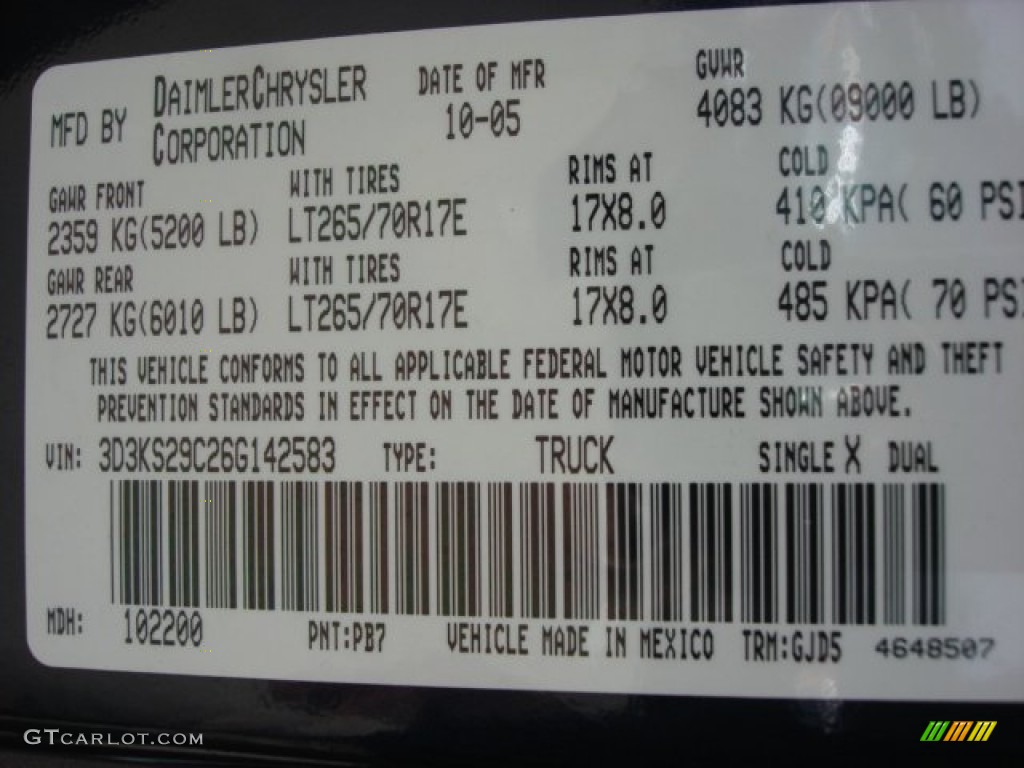 MFD BY DAIMLERCHRYSLER CORPORATION DATE OF MFR 10-05 GVWR 4083 KG(09000 LB)
GAWR FRONT WITH TIRES RIMS AT COLD
2359 KG(5200 LB) LT265/70R17E 17X8.0 410 KPA( 60 PSI
GAWR REAR WITH TIRES RIMS AT COLD
2727 KG(6010 LB) LT265/70R17E 17X8.0 485 KPA( 70 PSI
THIS VEHICLE CONFORMS TO ALL APPLICABLE FEDERAL MOTOR VEHICLE SAFETY AND THEFT
PREVENTION STANDARDS IN EFFECT ON THE DATE OF MANUFACTURE SHOWN ABOVE.
VIN: 3D3KS29C26G142583 TYPE: TRUCK SINGLE X DUAL
MDH: 102200 PNT:PB7 VEHICLE MADE IN MEXICO TRM:GJD5 4648507
GTCARLOT.COM